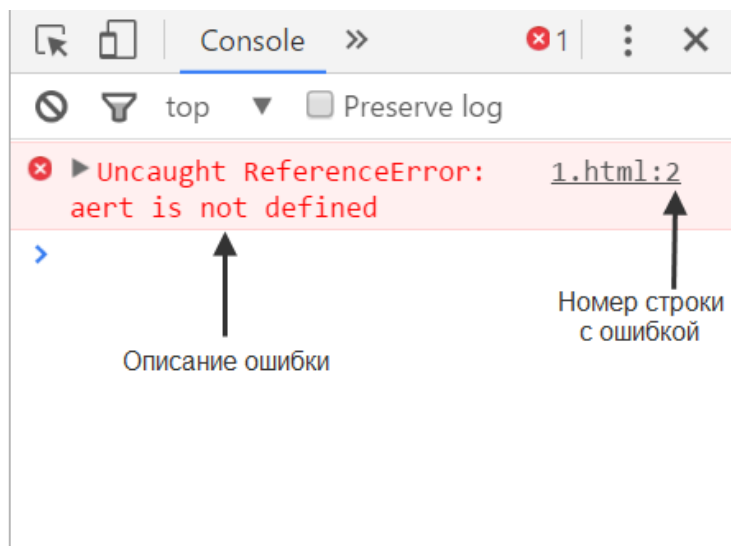 Console » 1
top Preserve log
Uncaught ReferenceError: 1.html:2
aert is not defined
Номер строки
с ошибкой
Описание ошибки